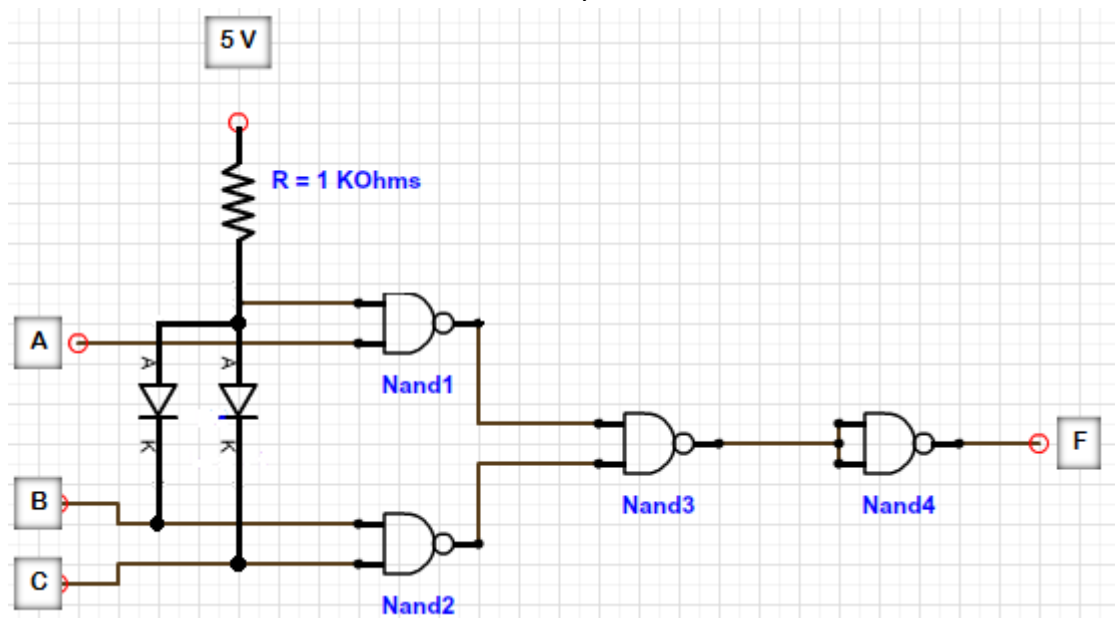 5 V
R = 1 KOhms
A
A
A
Nand1
K
K
F
Nand3
Nand4
B
C
Nand2